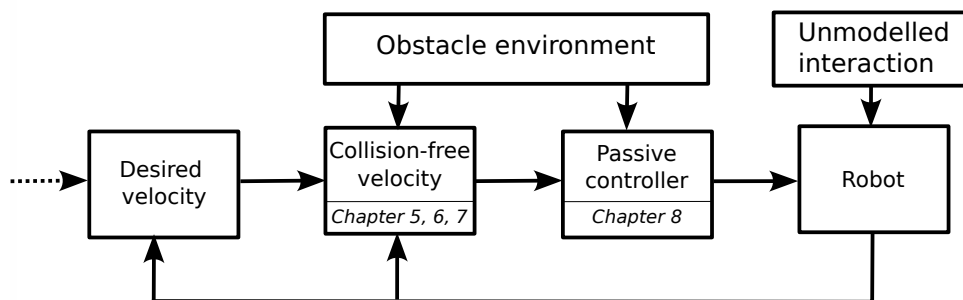 Obstacle environment
Unmodelled
interaction
Desired
velocity
Collision-free
velocity
Chapter 5, 6, 7
Passive
controller
Chapter 8
Robot